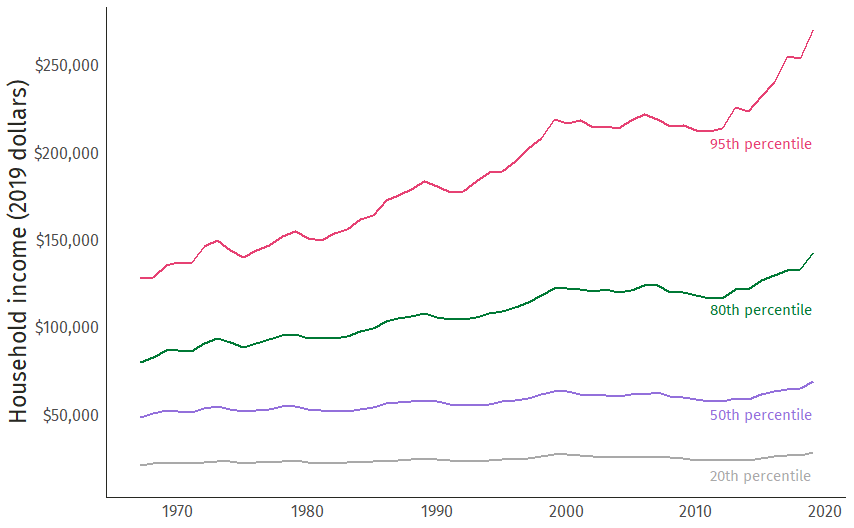 Household income (2019 dollars)
$250,000
$200,000
$150,000
$100,000
$50,000
95th percentile
80th percentile
50th percentile
20th percentile
1970 1980 1990 2000 2010 2020